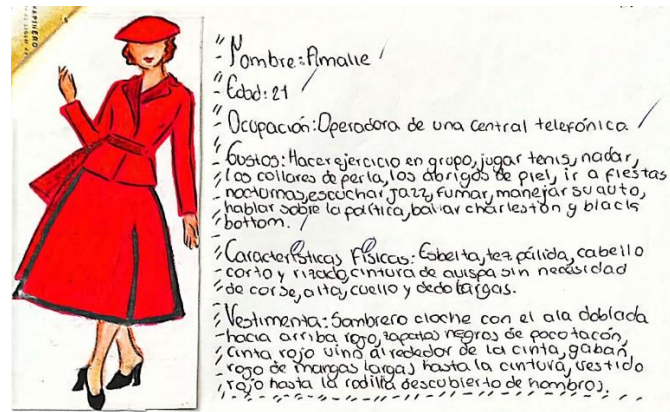 CHAPINERO
- Nombre: Amalie
- Edad: 21
- Ocupación: Operadora de una central telefónica.
- Gustos: Hacer ejercicio en grupo, jugar tenis, nadar,
los collares de perla, los abrigos de piel, ir a fiestas
nocturnas, escuchar jazz, fumar, manejar su auto,
hablar sobre la política, bailar charleston y black
bottom.
Características Físicas: Esbelta, tez pálida, cabello
corto y rizado, cintura de avispa sin necesidad
de corse, alta, cuello y dedo largas.
Vestimenta: Sombrero cloche con el ala doblada
hacia arriba rojo, zapatos negros de poco tacón,
cinta rojo vino alrededor de la cinta, gabán
rojo de mangas largas hasta la cintura, vestido
rojo hasta la rodilla descubierto de hombros.